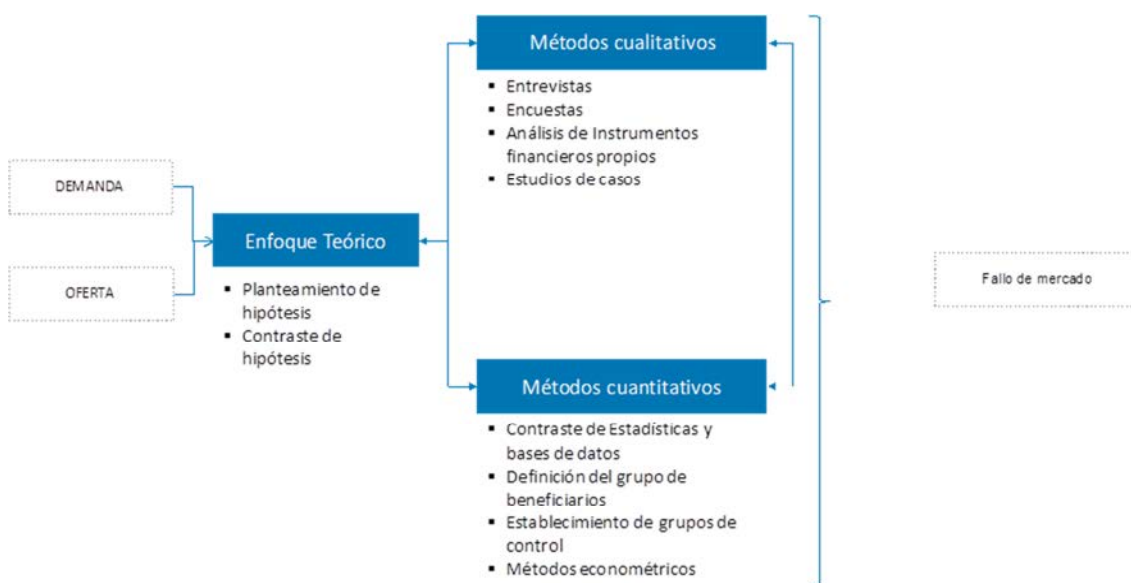 DEMANDA
OFERTA
Enfoque Teórico
▪ Planteamiento de
hipótesis
▪ Contraste de
hipótesis
Métodos cualitativos
▪ Entrevistas
▪ Encuestas
▪ Análisis de Instrumentos
financieros propios
▪ Estudios de casos
Métodos cuantitativos
▪ Contraste de Estadísticas y
bases de datos
▪ Definición del grupo de
beneficiarios
▪ Establecimiento de grupos de
control
▪ Métodos econométricos
Fallo de mercado